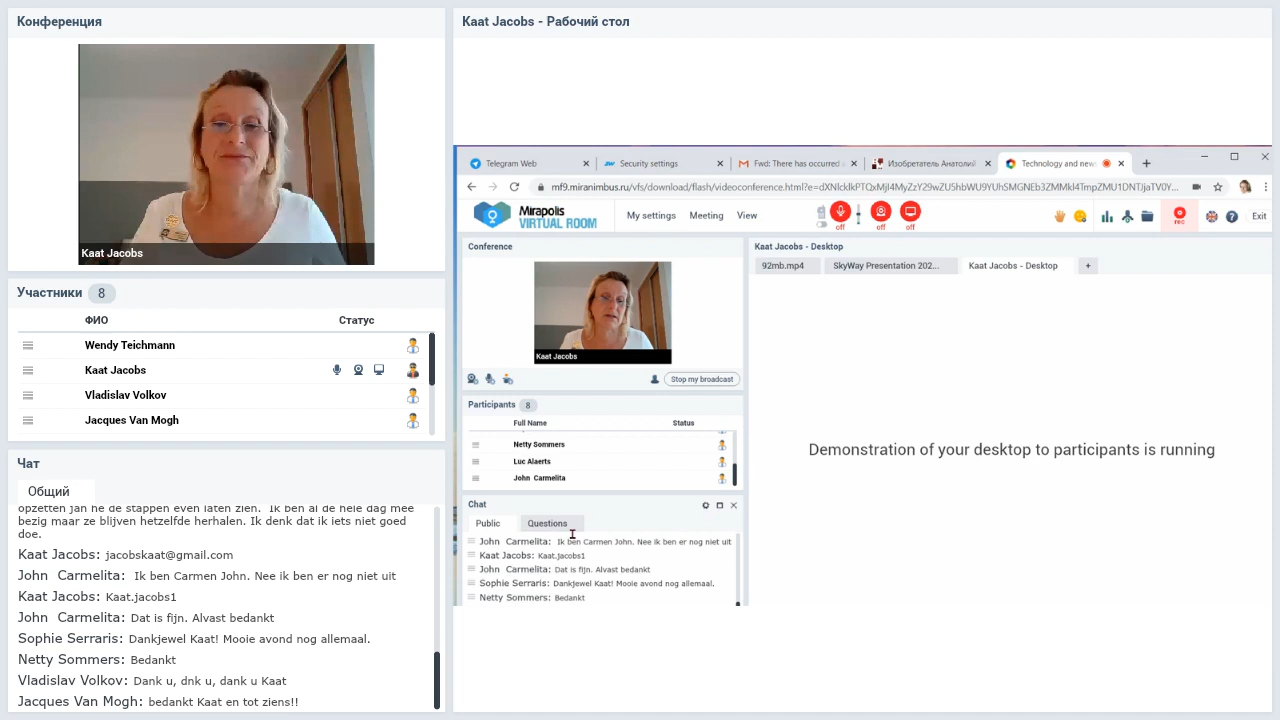 Конференция
Kaat Jacobs
Участники 8
ФИО Статус
Wendy Teichmann
Kaat Jacobs
Vladislav Volkov
Jacques Van Mogh
Чат
Общий
opzetten jan he de stappen even laten zien. Ik ben al de hele dag mee
bezig maar ze blijven hetzelfde herhalen. Ik denk dat ik iets niet goed
doe.
Kaat Jacobs: jacobskaat@gmail.com
John Carmelita: Ik ben Carmen John. Nee ik ben er nog niet uit
Kaat Jacobs: Kaat.jacobs1
John Carmelita: Dat is fijn. Alvast bedankt
Sophie Serraris: Dankjewel Kaat! Mooie avond nog allemaal.
Netty Sommers: Bedankt
Vladislav Volkov: Dank u, dnk u, dank u Kaat
Jacques Van Mogh: bedankt Kaat en tot ziens!!
Kaat Jacobs - Рабочий стол
Telegram Web
Security settings
Fwd: There has occurred
Изобретатель Анатолий
Technology and new
Mirapolis
VIRTUAL ROOM
My settings Meeting View
off off off
REC
Exit
Conference
Kaat Jacobs
Stop my broadcast
Participants 8
Full Name Status
Netty Sommers
Luc Alaerts
John Carmelita
Chat
Public Questions
John Carmelita: Ik ben Carmen John. Nee ik ben er nog niet uit
Kaat Jacobs: Kaat.jacobs1
John Carmelita: Dat is fijn. Alvast bedankt
Sophie Serraris: Dankjewel Kaat! Mooie avond nog allemaal.
Netty Sommers: Bedankt
Kaat Jacobs - Desktop
92mb.mp4 SkyWay Presentation 202... Kaat Jacobs - Desktop +
Demonstration of your desktop to participants is running